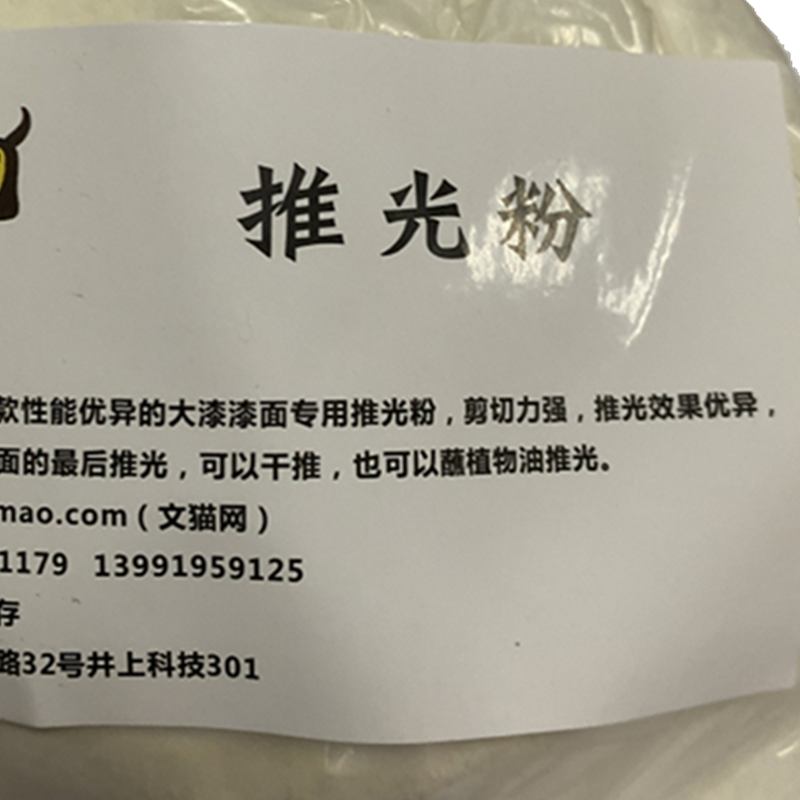 推光粉
款性能优异的大漆漆面专用推光粉，剪切力强，推光效果优异，
面的最后推光，可以干推，也可以蘸植物油推光。
mao.com（文猫网）
1179 13991959125
存
路32号井上科技301